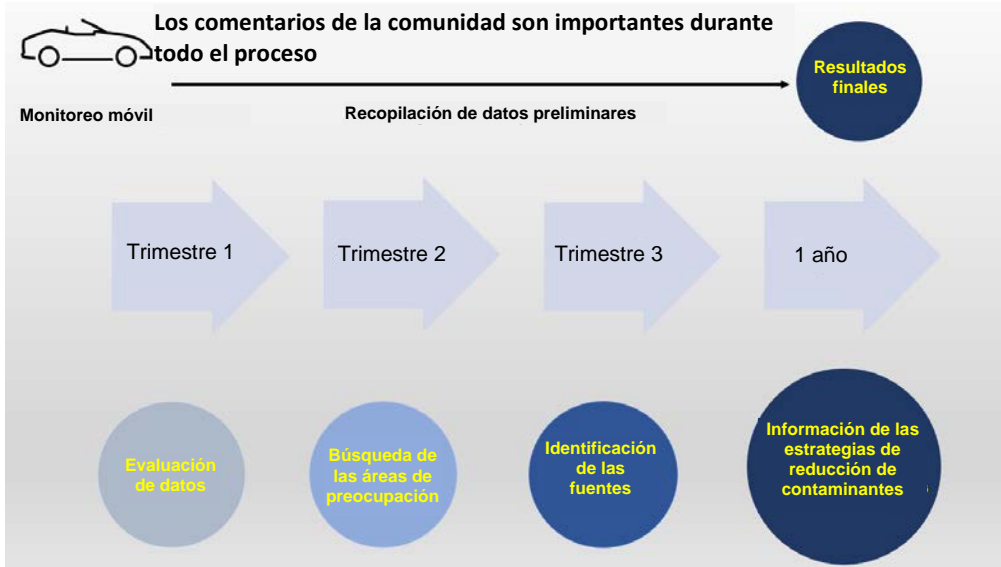 Los comentarios de la comunidad son importantes durante
todo el proceso
Resultados
finales
Monitoreo móvil
Recopilación de datos preliminares
Trimestre 1
Trimestre 2
Trimestre 3
1 año
Evaluación
de datos
Búsqueda de
las áreas de
preocupación
Identificación
de las
fuentes
Información de las
estrategias de
reducción de
contaminantes